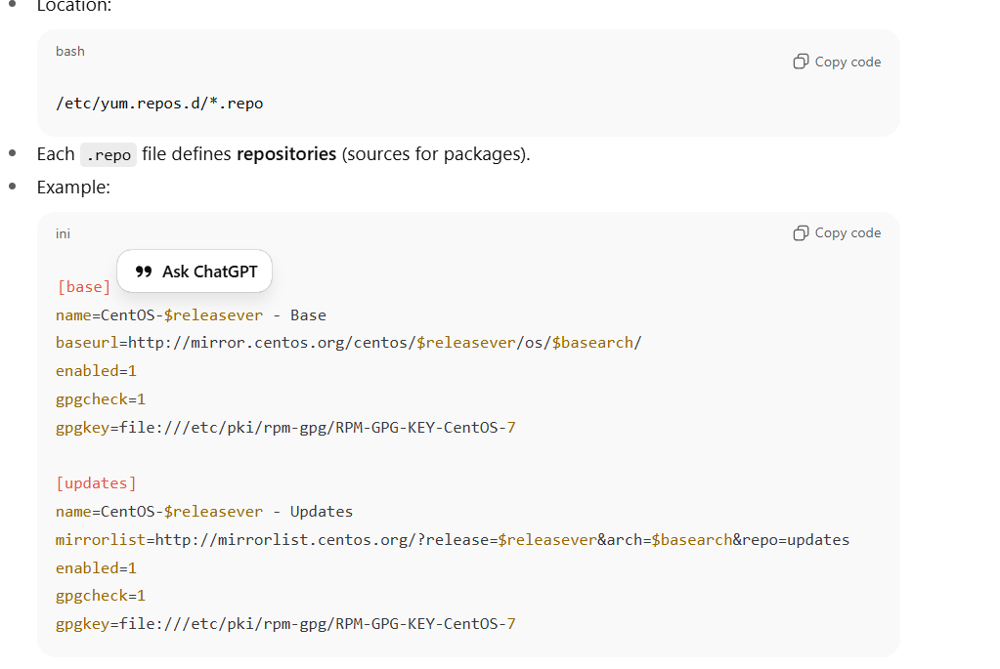 Location:
bash
Copy code
/etc/yum.repos.d/*.repo
Each .repo file defines repositories (sources for packages).
Example:
ini
Copy code
Ask ChatGPT
[base]
name=CentOS-$releasever - Base
baseurl=http://mirror.centos.org/centos/$releasever/os/$basearch/
enabled=1
gpgcheck=1
gpgkey=file:///etc/pki/rpm-gpg/RPM-GPG-KEY-CentOS-7
[updates]
name=CentOS-$releasever - Updates
mirrorlist=http://mirrorlist.centos.org/?release=$releasever&arch=$basearch&repo=updates
enabled=1
gpgcheck=1
gpgkey=file:///etc/pki/rpm-gpg/RPM-GPG-KEY-CentOS-7